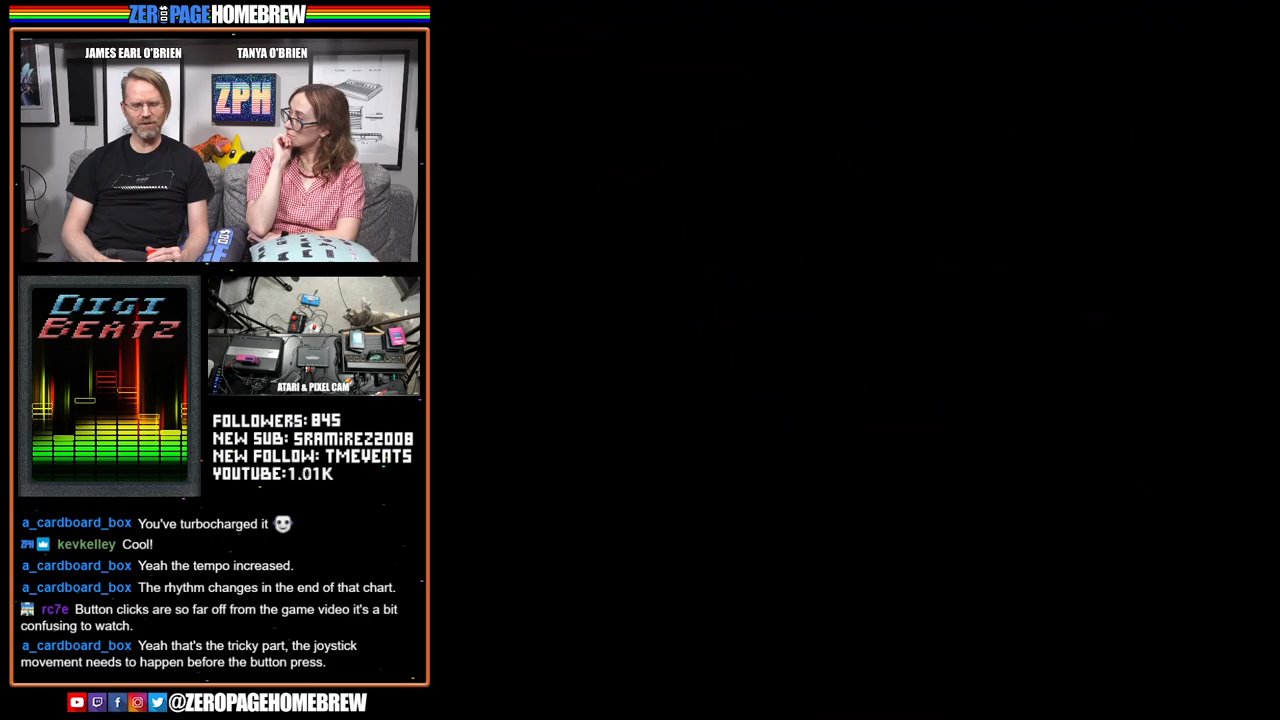 ZER PAGE HOMEBREW
JAMES EARL O'BRIEN
TANYA O'BRIEN
ZPH
DIGI
BEATZ
ATARI & PIXEL CAM
FOLLOWERS: 845
NEW SUB: SRAMIREZ2008
NEW FOLLOW: TMEYEATS
YOUTUBE:1.01K
a_cardboard_box You've turbocharged it
ZPH kevkelley Cool!
a_cardboard_box Yeah the tempo increased.
a_cardboard_box The rhythm changes in the end of that chart.
rc7e Button clicks are so far off from the game video it's a bit
confusing to watch.
a_cardboard_box Yeah that's the tricky part, the joystick
movement needs to happen before the button press.
@ZEROPAGEHOMEBREW